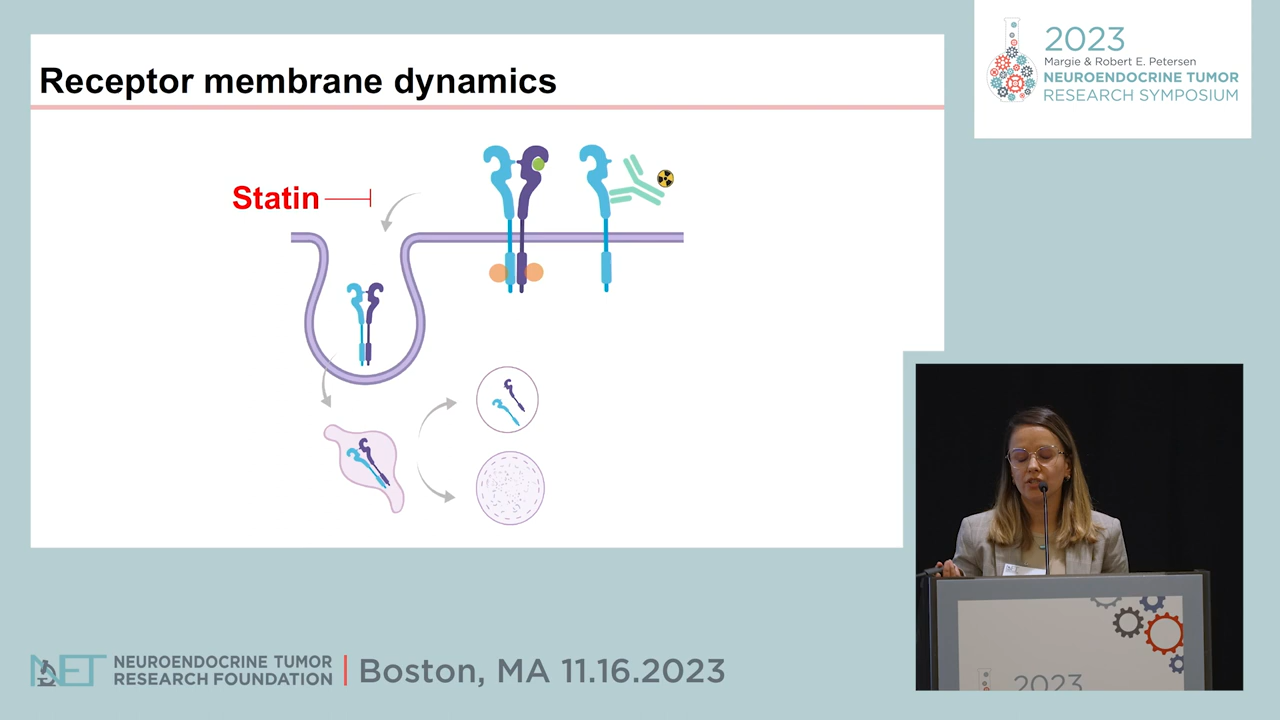 Receptor membrane dynamics
Statin
2023
Margie & Robert E. Petersen
NEUROENDOCRINE TUMOR
RESEARCH SYMPOSIUM
2023
NET
NEUROENDOCRINE TUMOR
RESEARCH FOUNDATION
Boston, MA 11.16.2023